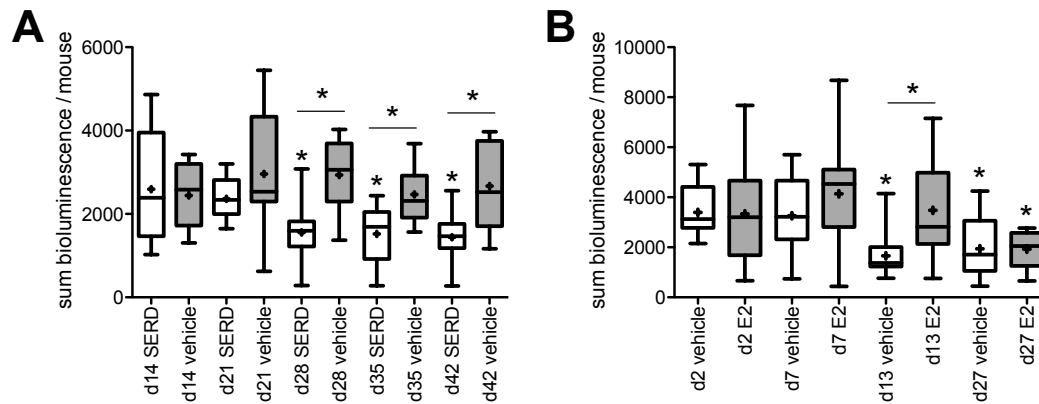 A
sum bioluminescence / mouse
6000
4000
2000
0
* * *
* * *
d14 SERD
d14 vehicle
d21 SERD
d21 vehicle
d28 SERD
d28 vehicle
d35 SERD
d35 vehicle
d42 SERD
d42 vehicle
B
sum bioluminescence / mouse
10000
8000
6000
4000
2000
0
*
* * *
d2 vehicle
d2 E2
d7 vehicle
d7 E2
d13 vehicle
d13 E2
d27 vehicle
d27 E2